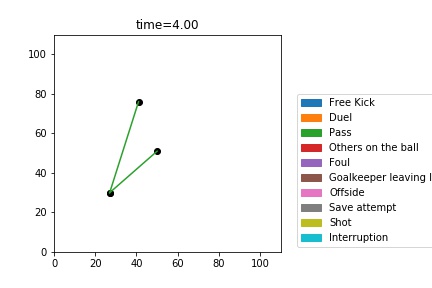 time=4.00
100
80
60
40
20
0
0 20 40 60 80 100
Free Kick
Duel
Pass
Others on the ball
Foul
Goalkeeper leaving l
Offside
Save attempt
Shot
Interruption